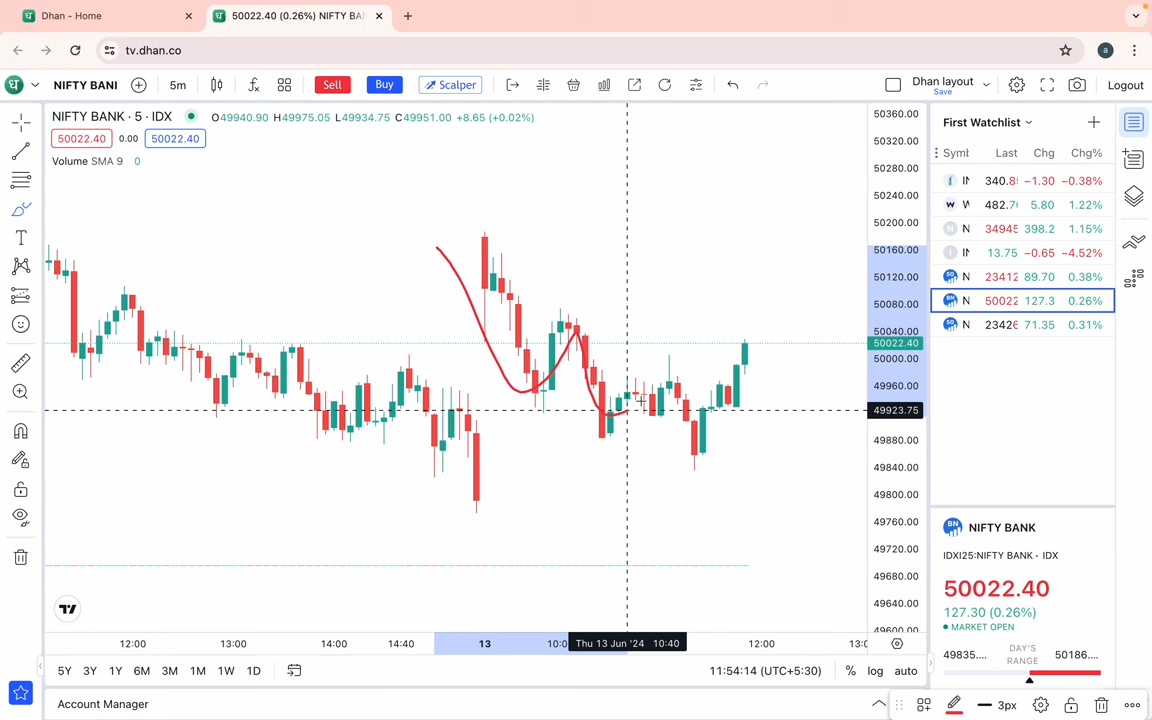 Dhan - Home
50022.40 (0.26%) NIFTY BA
tv.dhan.co
NIFTY BANI
5m
Sell
Buy
Scalper
Dhan layout
Save
Logout
NIFTY BANK · 5 · IDX
O49940.90 H49975.05 L49934.75 C49951.00 +8.65 (+0.02%)
50022.40
0.00
50022.40
Volume SMA 9 0
50360.00
50320.00
50280.00
50240.00
50200.00
50160.00
50120.00
50080.00
50040.00
50022.40
50000.00
49960.00
49923.75
49880.00
49840.00
49800.00
49760.00
49720.00
49680.00
49640.00
49600.00
12:00
13:00
14:00
14:40
13
10:0
Thu 13 Jun '24 10:40
12:00
13:0
5Y 3Y 1Y 6M 3M 1M 1W 1D
11:54:14 (UTC+5:30)
% log auto
Account Manager
First Watchlist
Symb Last Chg Chg%
IN 340.8 −1.30 −0.38%
W 482.7 5.80 1.22%
N 34945 398.2 1.15%
IN 13.75 −0.65 −4.52%
N 23412 89.70 0.38%
N 50022 127.3 0.26%
N 2342 71.35 0.31%
BN NIFTY BANK
IDXI25:NIFTY BANK · IDX
50022.40
127.30 (0.26%)
MARKET OPEN
49835....
DAY'S
RANGE
50186....
3px